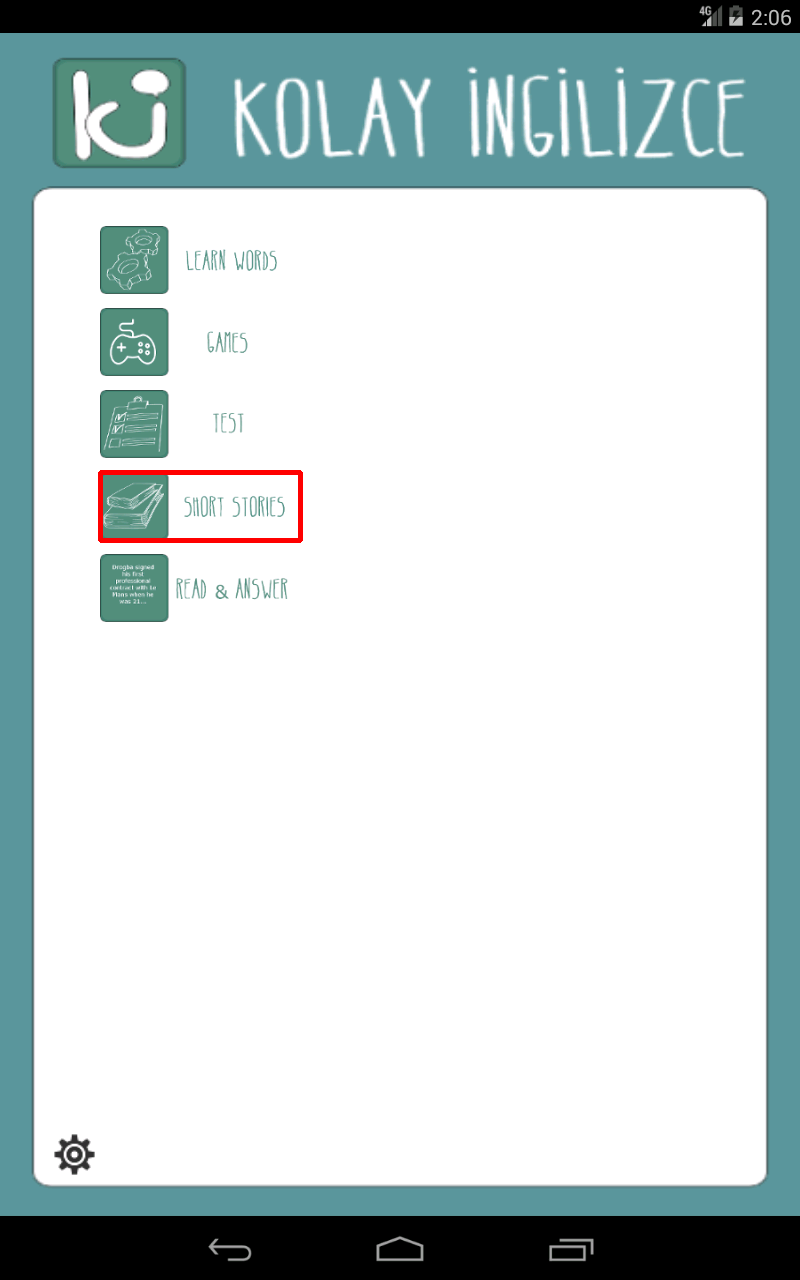 4G 2:06
ki KOLAY İNGİLİZCE
LEARN WORDS
GAMES
TEST
SHORT STORIES
Drogba signed
his first
professional
contract with Le
Mans when he
was 21...
READ & ANSWER